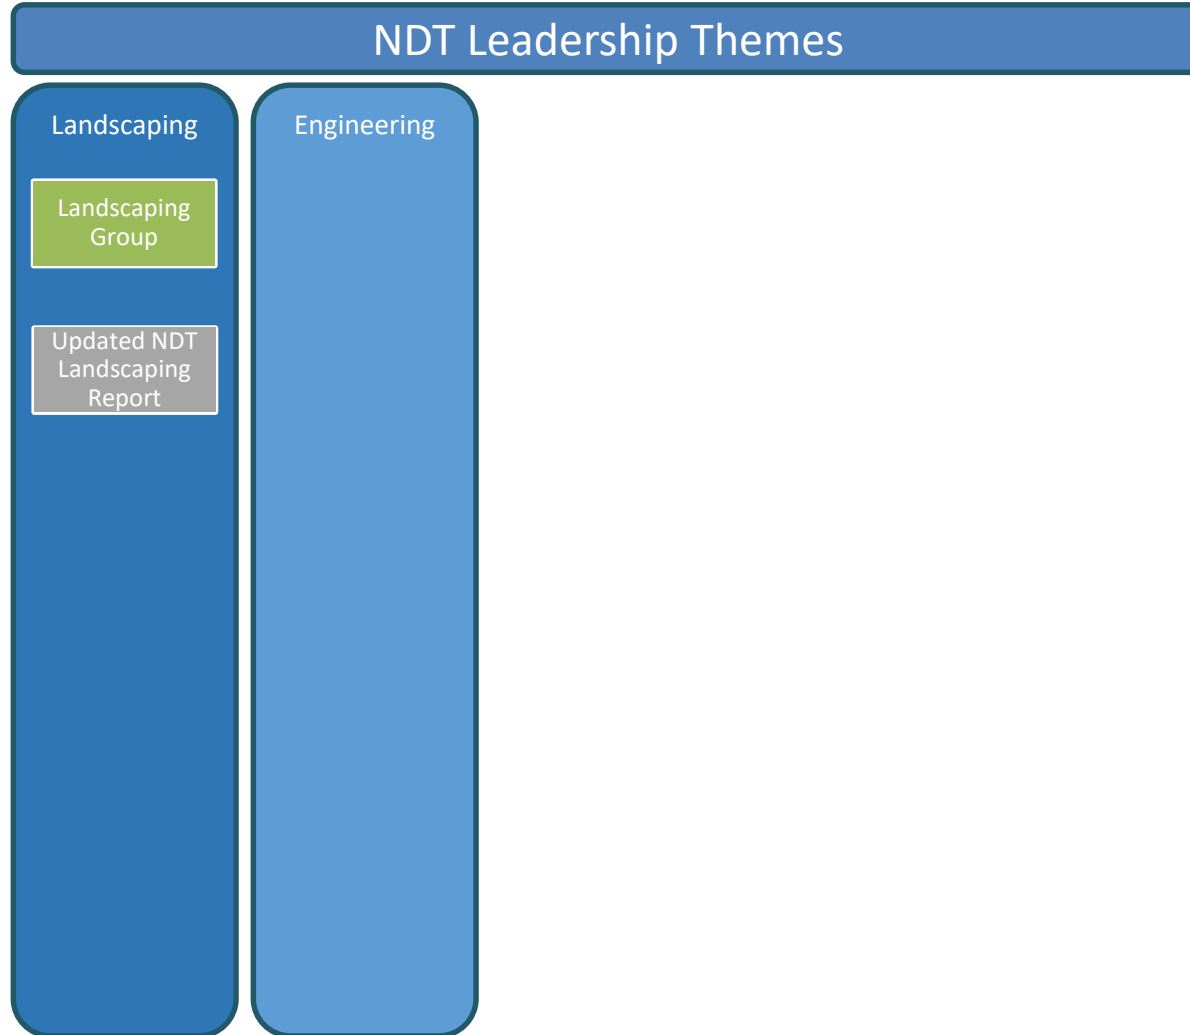 NDT Leadership Themes
Landscaping
Landscaping
Group
Updated NDT
Landscaping
Report
Engineering